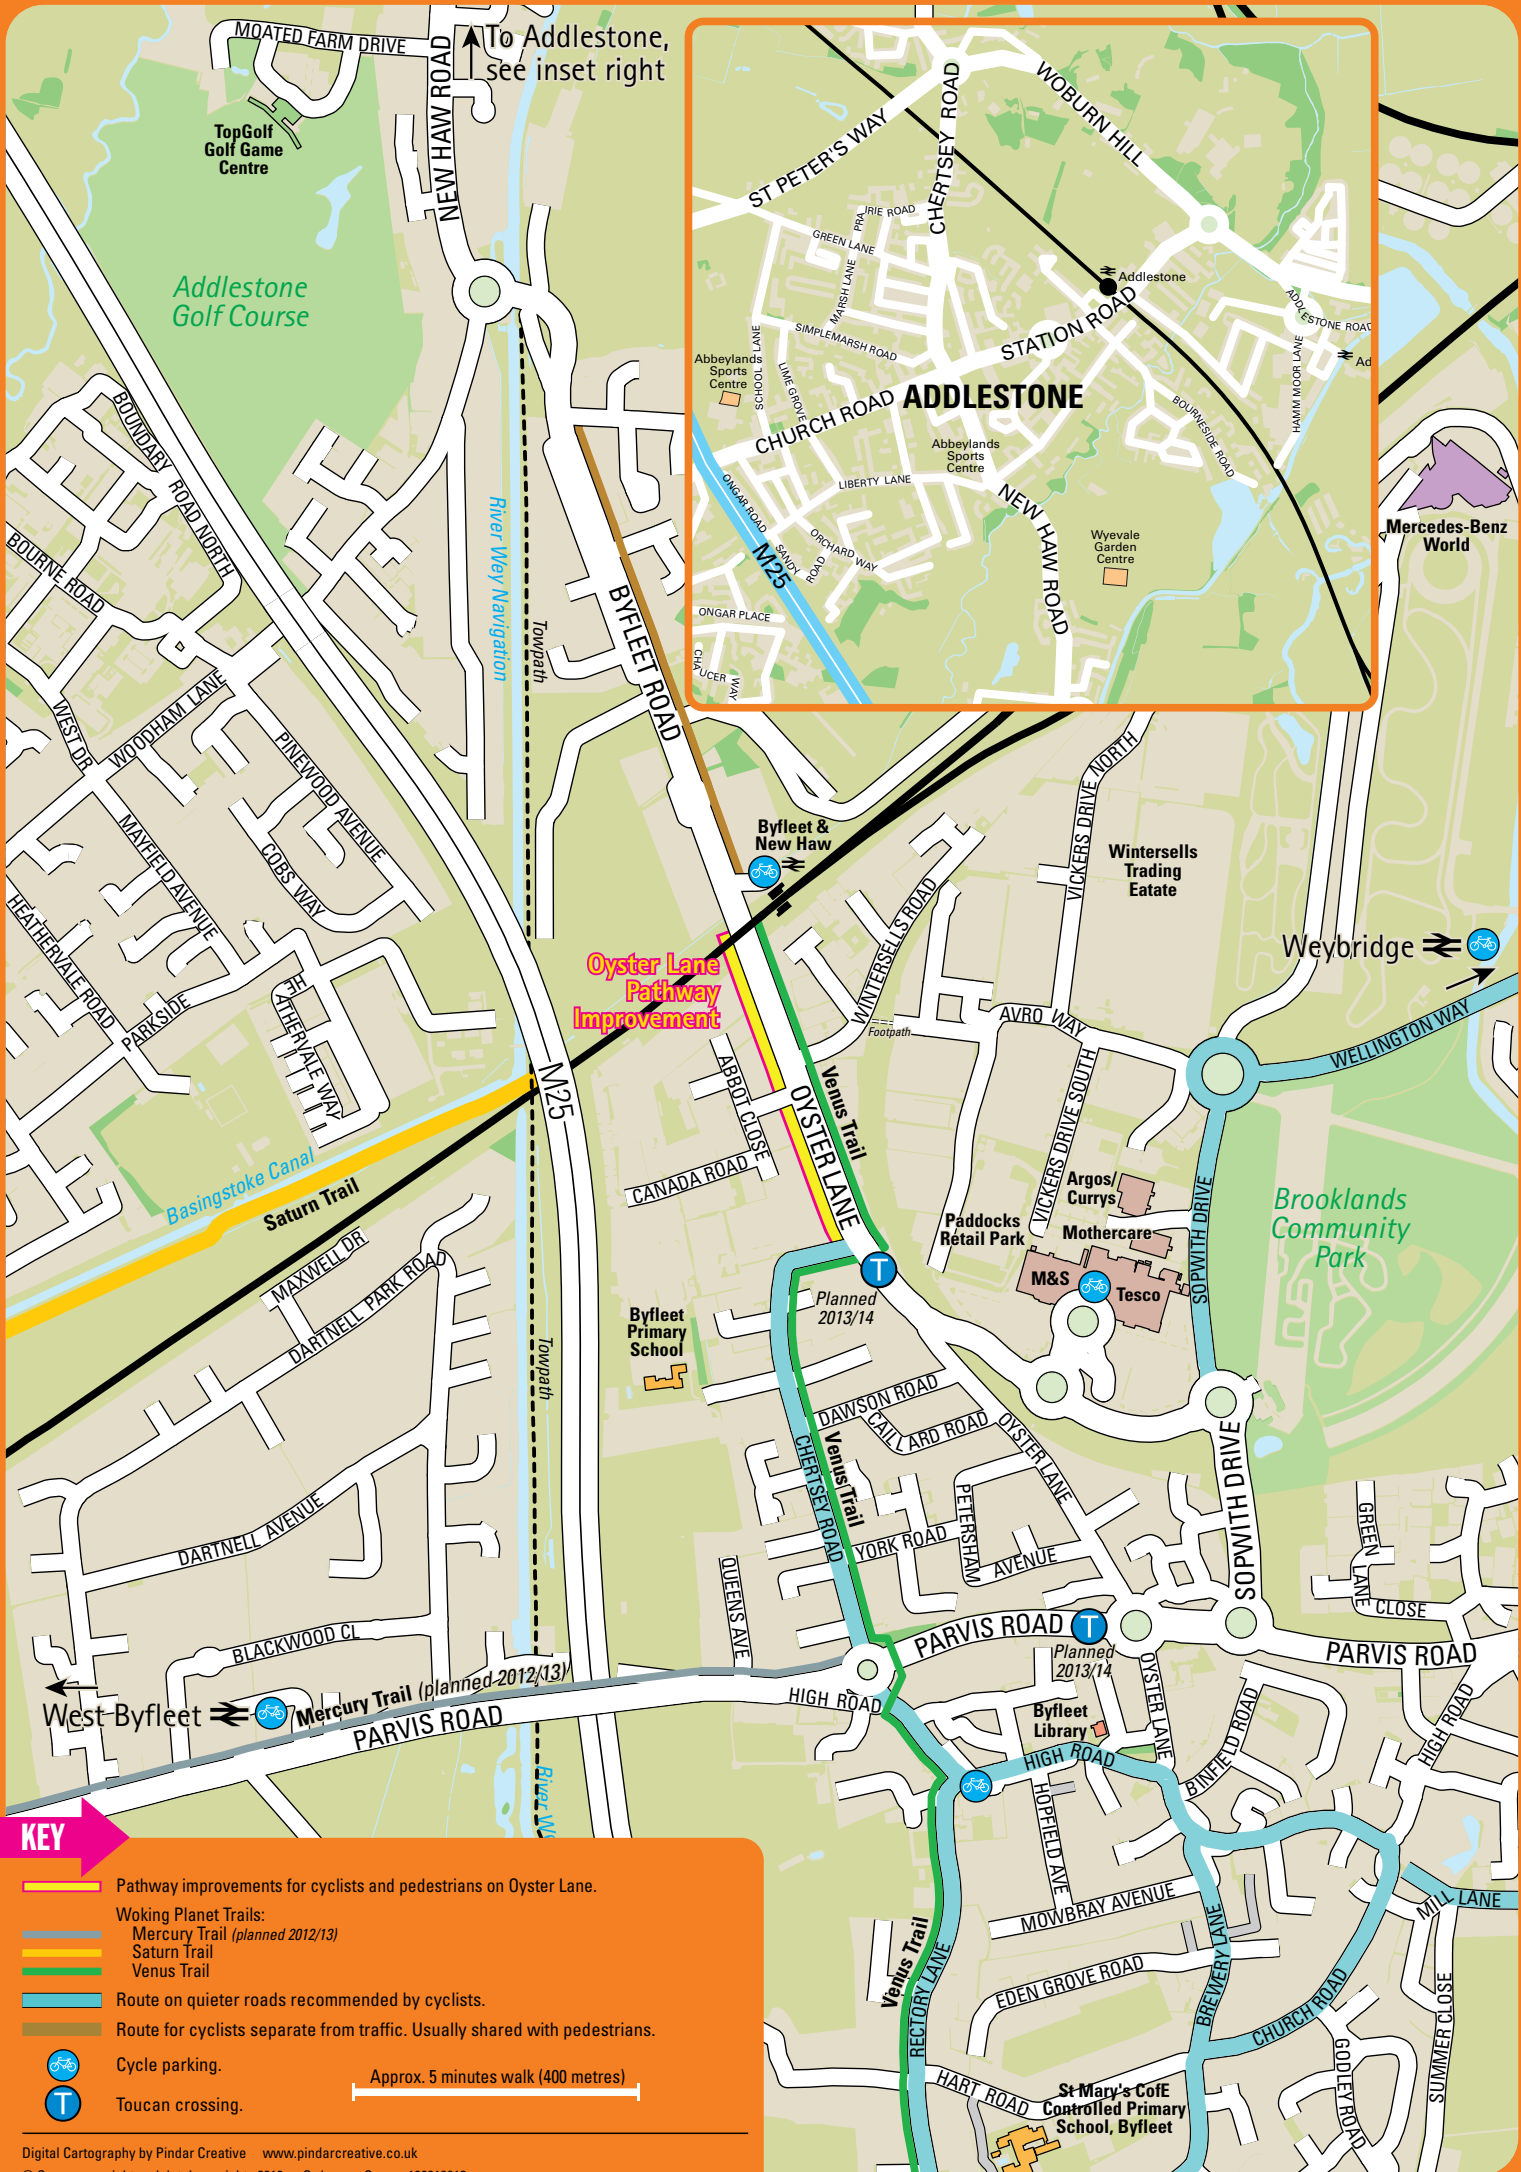 MOATED FARM DRIVE
NEW HAW ROAD
To Addlestone,
see inset right
TopGolf
Golf Game
Centre
Addlestone
Golf Course
ST PETER'S WAY
CHERTSEY ROAD
WOBURN HILL
PRAIRIE ROAD
GREEN LANE
MARSH LANE
Addlestone
STATION ROAD
ADDLESTONE ROAD
SIMPLEMARSH ROAD
SCHOOL LANE
LIME GROVE
Abbeylands
Sports
Centre
HAMM MOOR LANE
Ad
CHURCH ROAD
ADDLESTONE
BOURNESIDE ROAD
Abbeylands
Sports
Centre
LIBERTY LANE
ONGAR ROAD
NEW HAW ROAD
ORCHARD WAY
SANDY
ROAD
M25
Wyevale
Garden
Centre
ONGAR PLACE
CHAUCER WAY
Mercedes-Benz
World
BOUNDARY ROAD NORTH
BOURNE ROAD
River Wey Navigation
Towpath
BYFLEET ROAD
WEST DR
WOODHAM LANE
PINEWOOD AVENUE
MAYFIELD AVENUE
COBS WAY
HEATHERVALE ROAD
PARKSIDE
HEATHERVALE WAY
Byfleet &
New Haw
VICKERS DRIVE NORTH
Wintersells
Trading
Eatate
WINTERSELLS ROAD
Weybridge
Oyster Lane
Pathway
Improvement
Footpath
AVRO WAY
WELLINGTON WAY
M25
ABBOT CLOSE
OYSTER LANE
Venus Trail
VICKERS DRIVE SOUTH
CANADA ROAD
Basingstoke Canal
Saturn Trail
Argos/
Currys
Paddocks
Retail Park
Mothercare
M&S
Tesco
SOPWITH DRIVE
Brooklands
Community
Park
MAXWELL DR
DARTNELL PARK ROAD
T
Planned
2013/14
Byfleet
Primary
School
Towpath
DAWSON ROAD
CAILLARD ROAD
OYSTER LANE
CHERTSEY ROAD
Venus Trail
PETERSHAM
AVENUE
YORK ROAD
SOPWITH DRIVE
GREEN LANE
CLOSE
DARTNELL AVENUE
QUEENS AVE
BLACKWOOD CL
PARVIS ROAD
T
Planned
2013/14
PARVIS ROAD
West Byfleet
Mercury Trail (planned 2012/13)
PARVIS ROAD
HIGH ROAD
OYSTER LANE
Byfleet
Library
HIGH ROAD
BINFIELD ROAD
HIGH ROAD
HOPFIELD AVE
MOWBRAY AVENUE
MILL LANE
River We
Venus Trail
RECTORY LANE
EDEN GROVE ROAD
BREWERY LANE
CHURCH ROAD
GODLEY ROAD
SUMMER CLOSE
HART ROAD
St Mary's CofE
Controlled Primary
School, Byfleet
KEY
Pathway improvements for cyclists and pedestrians on Oyster Lane.
Woking Planet Trails:
Mercury Trail (planned 2012/13)
Saturn Trail
Venus Trail
Route on quieter roads recommended by cyclists.
Route for cyclists separate from traffic. Usually shared with pedestrians.
Cycle parking.
Approx. 5 minutes walk (400 metres)
T
Toucan crossing.
Digital Cartography by Pindar Creative www.pindarcreative.co.uk